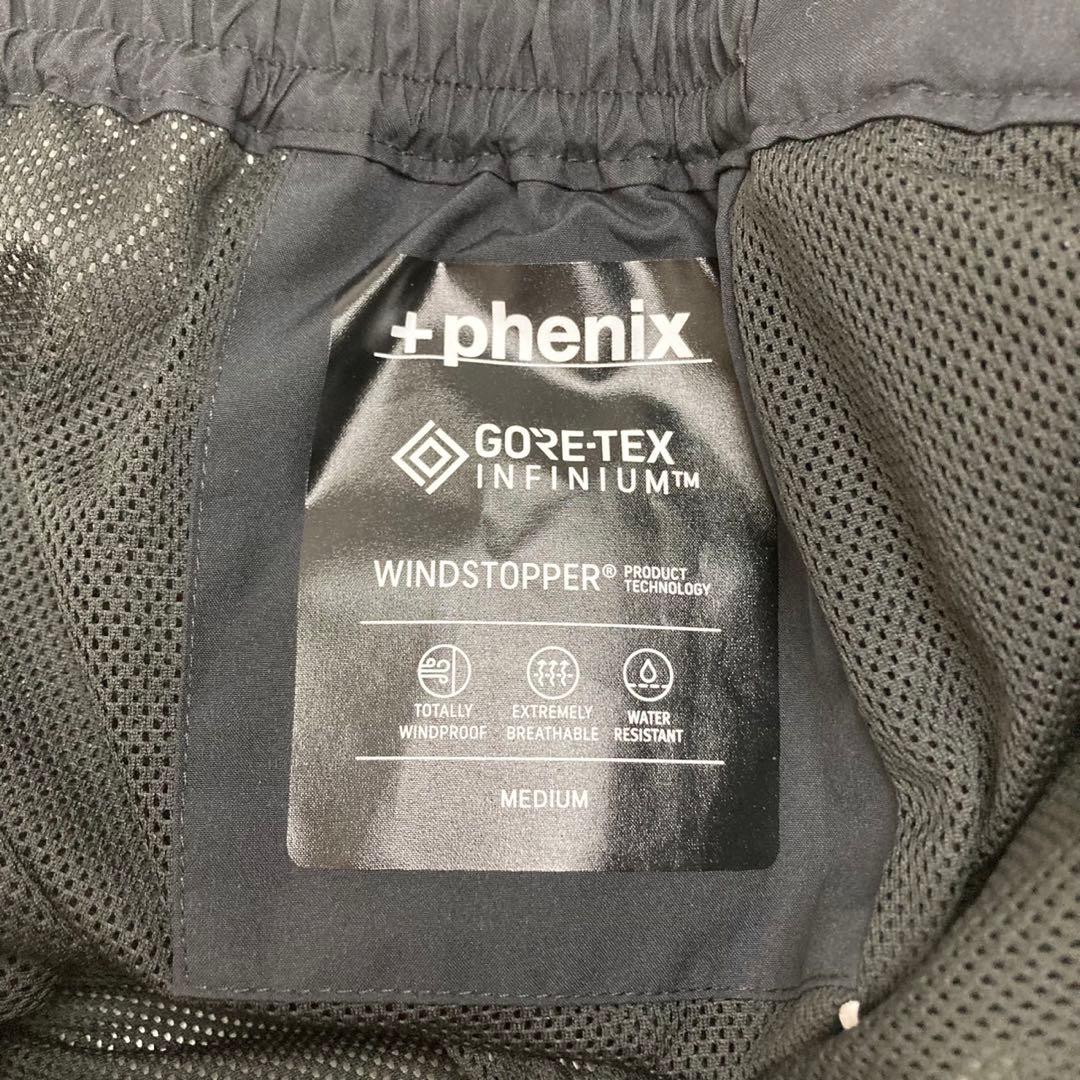 +phenix
GORE-TEX
INFINIUM™
WINDSTOPPER® PRODUCT
TECHNOLOGY
TOTALLY
WINDPROOF
EXTREMELY
BREATHABLE
WATER
RESISTANT
MEDIUM